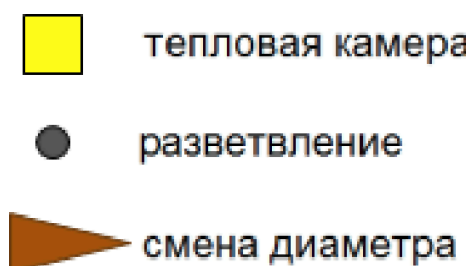 тепловая камера
разветвление
смена диаметра